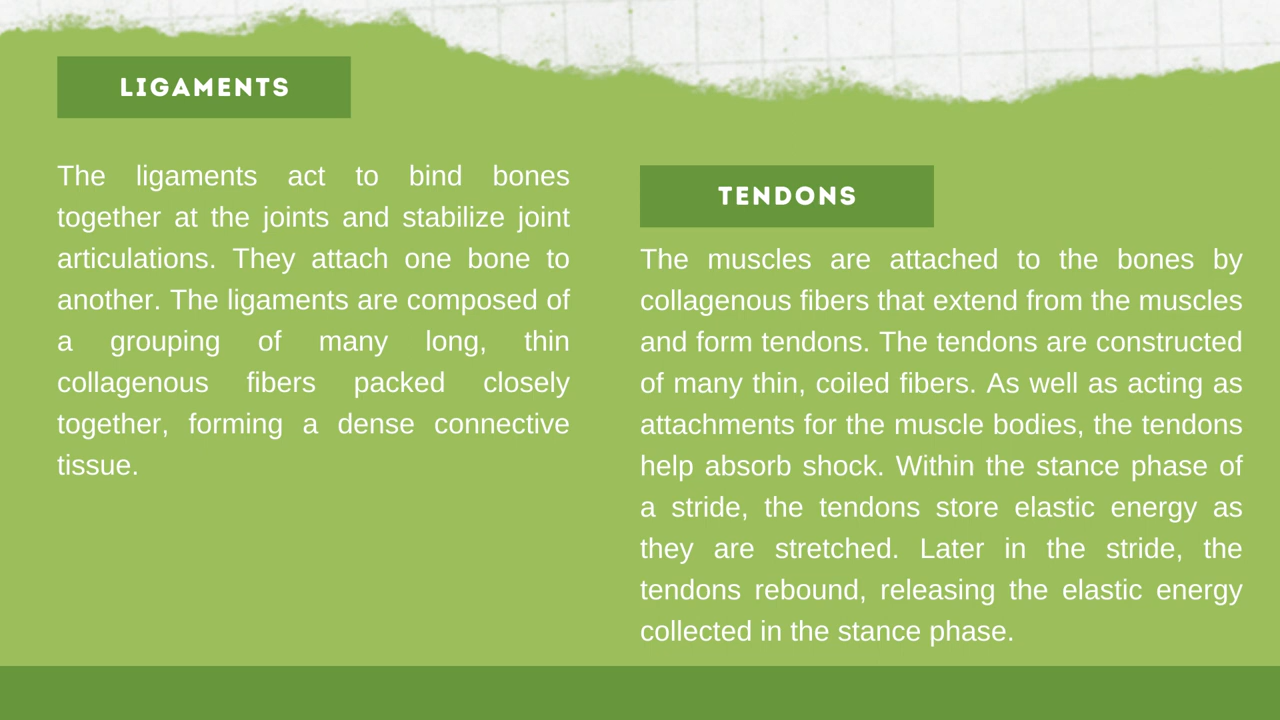 LIGAMENTS
The ligaments act to bind bones
together at the joints and stabilize joint
articulations. They attach one bone to
another. The ligaments are composed of
a grouping of many long, thin
collagenous fibers packed closely
together, forming a dense connective
tissue.
TENDONS
The muscles are attached to the bones by
collagenous fibers that extend from the muscles
and form tendons. The tendons are constructed
of many thin, coiled fibers. As well as acting as
attachments for the muscle bodies, the tendons
help absorb shock. Within the stance phase of
a stride, the tendons store elastic energy as
they are stretched. Later in the stride, the
tendons rebound, releasing the elastic energy
collected in the stance phase.